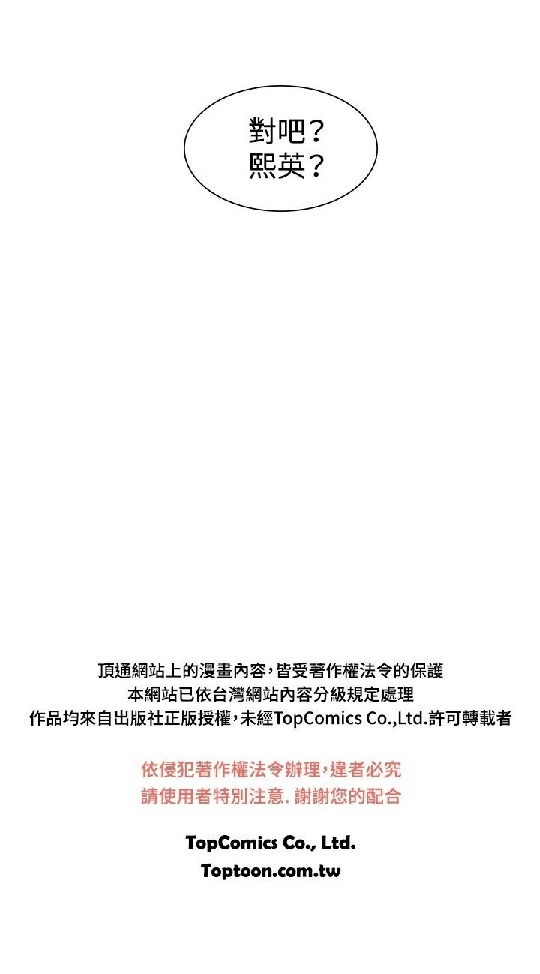 對吧？
熙英？
頂通網站上的漫畫內容，皆受著作權法令的保護
本網站已依台灣網站內容分級規定處理
作品均來自出版社正版授權，未經TopComics Co.,Ltd.許可轉載者
依侵犯著作權法令辦理，違者必究
請使用者特別注意. 謝謝您的配合
TopComics Co., Ltd.
Toptoon.com.tw